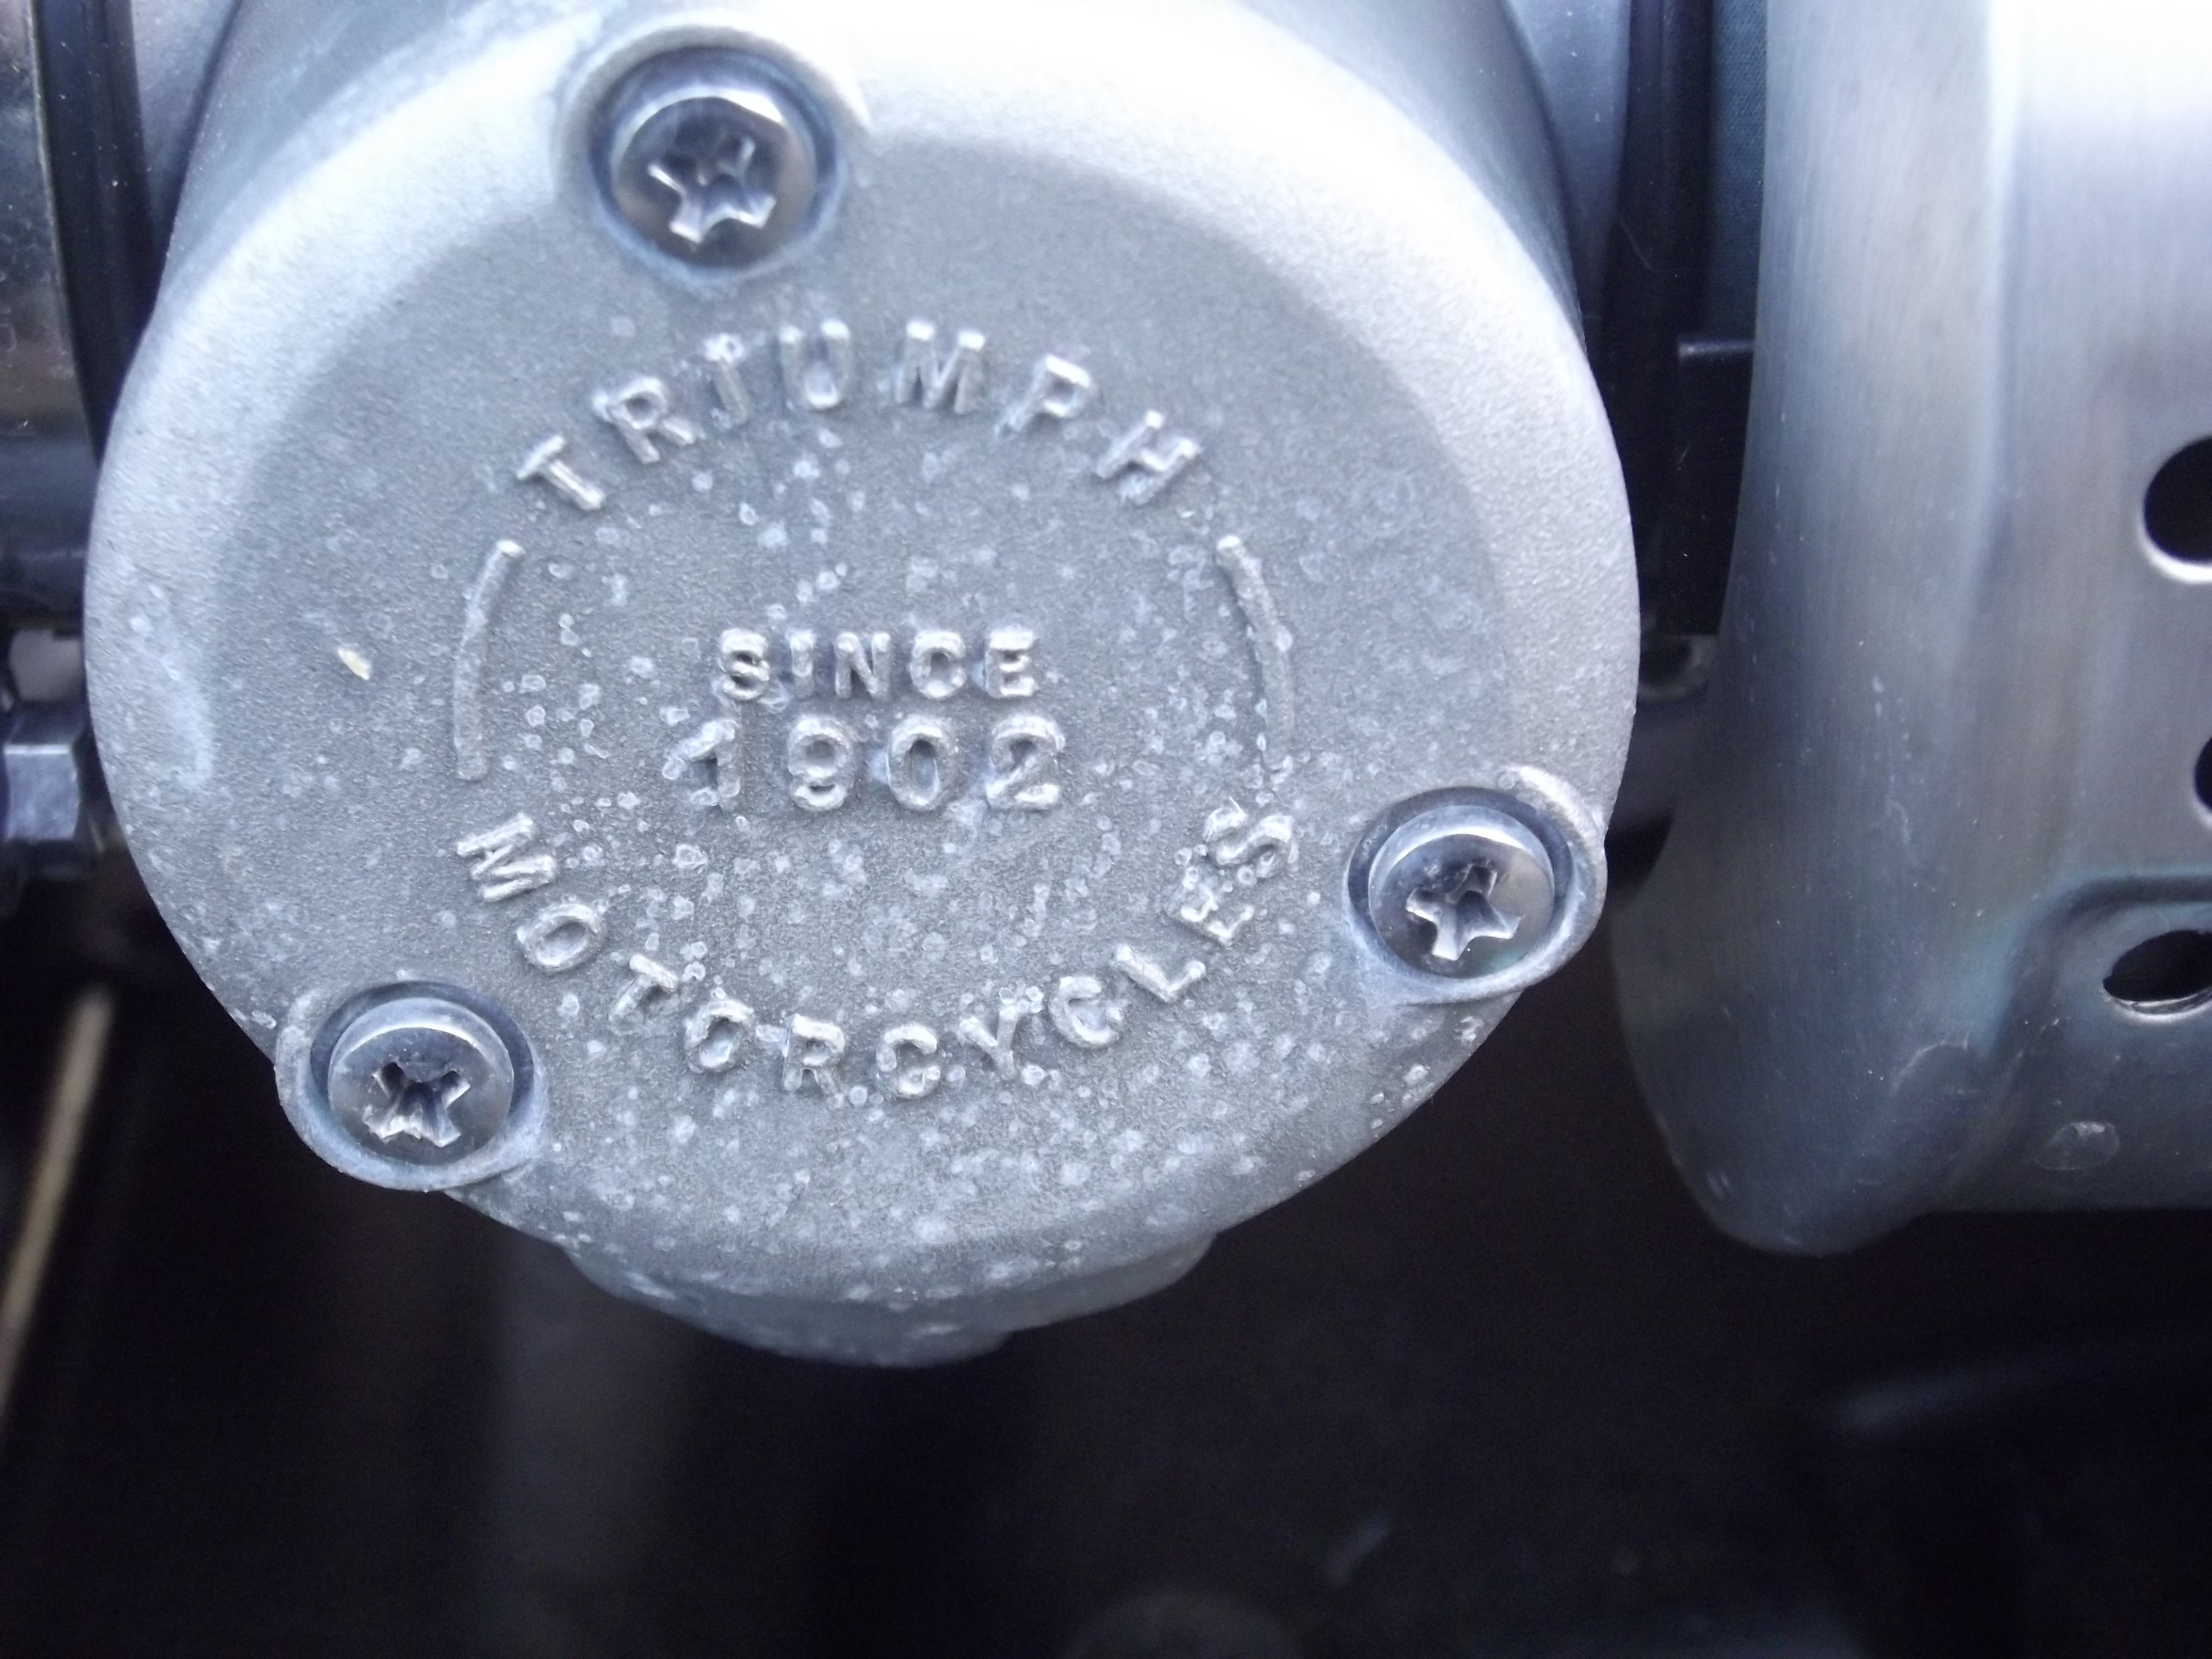 TRIUMPH
SINCE
1902
MOTORCYCLES